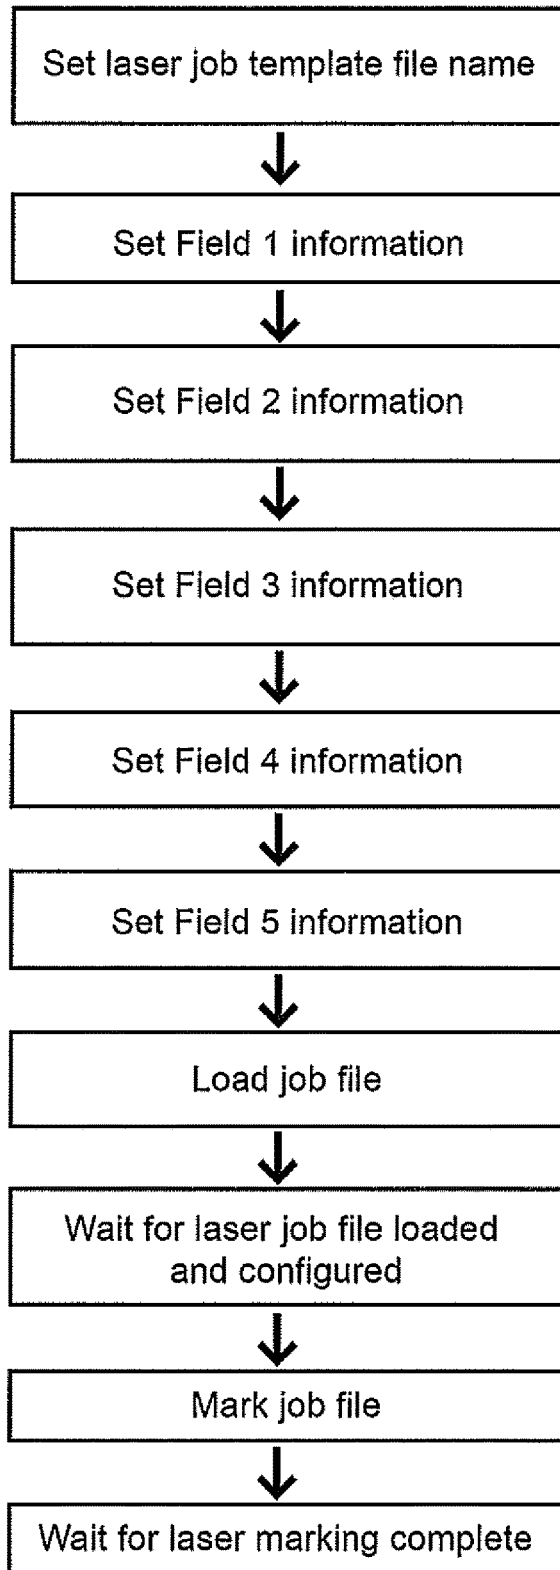 Set laser job template file name
Set Field 1 information
Set Field 2 information
Set Field 3 information
Set Field 4 information
Set Field 5 information
Load job file
Wait for laser job file loaded
and configured
Mark job file
Wait for laser marking complete